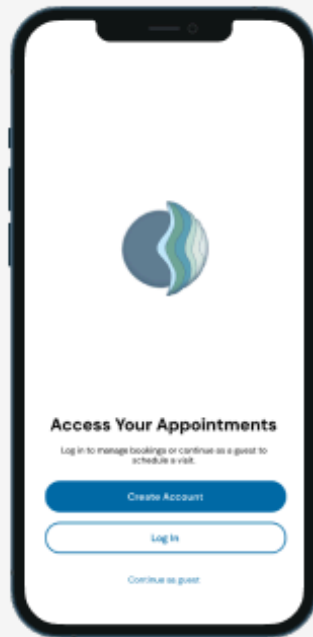 Access Your Appointments
Log in to manage bookings or continue as a guest to
schedule a visit.
Create Account
Log In
Continue as guest